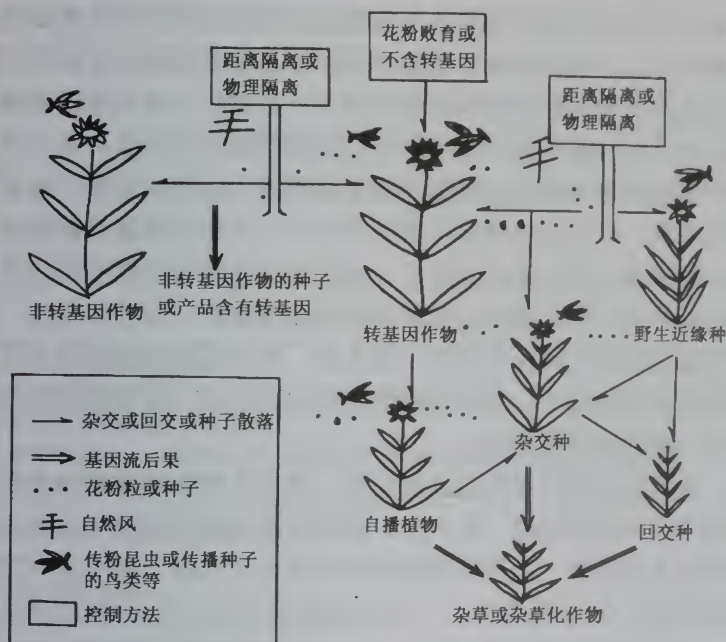 花粉败育或
不含转基因
距离隔离或
物理隔离
距离隔离或
物理隔离
非转基因作物的种子
或产品含有转基因
非转基因作物
转基因作物
野生近缘种
杂交种
自播植物
回交种
杂草或杂草化作物
杂交或回交或种子散落
基因流后果
花粉粒或种子
自然风
传粉昆虫或传播种子
的鸟类等
控制方法